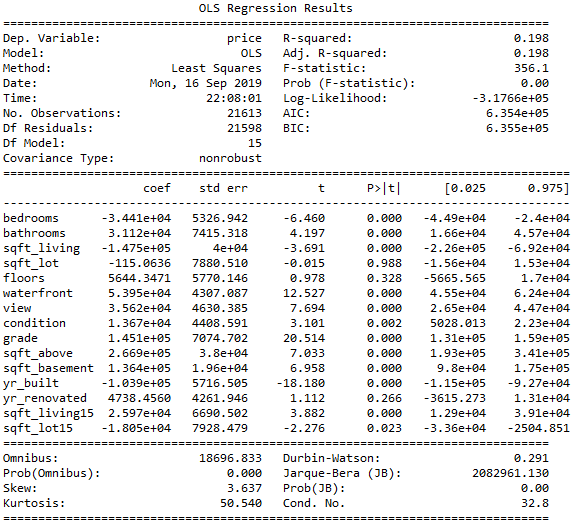 OLS Regression Results
==============================================================================
Dep. Variable:                  price   R-squared:                       0.198
Model:                            OLS   Adj. R-squared:                  0.198
Method:                 Least Squares   F-statistic:                     356.1
Date:                Mon, 16 Sep 2019   Prob (F-statistic):               0.00
Time:                        22:08:01   Log-Likelihood:            -3.1766e+05
No. Observations:               21613   AIC:                         6.354e+05
Df Residuals:                   21598   BIC:                         6.355e+05
Df Model:                          15
Covariance Type:            nonrobust
=================================================================================
                    coef    std err          t      P>|t|      [0.025      0.975]
---------------------------------------------------------------------------------
bedrooms      -3.441e+04   5326.942     -6.460      0.000   -4.49e+04    -2.4e+04
bathrooms      3.112e+04   7415.318      4.197      0.000    1.66e+04    4.57e+04
sqft_living   -1.475e+05      4e+04     -3.691      0.000   -2.26e+05   -6.92e+04
sqft_lot       -115.0636   7880.510     -0.015      0.988   -1.56e+04    1.53e+04
floors         5644.3471   5770.146      0.978      0.328   -5665.565     1.7e+04
waterfront     5.395e+04   4307.087     12.527      0.000    4.55e+04    6.24e+04
view           3.562e+04   4630.385      7.694      0.000    2.65e+04    4.47e+04
condition      1.367e+04   4408.591      3.101      0.002    5028.013    2.23e+04
grade          1.451e+05   7074.702     20.514      0.000    1.31e+05    1.59e+05
sqft_above     2.669e+05    3.8e+04      7.033      0.000    1.93e+05    3.41e+05
sqft_basement  1.364e+05   1.96e+04      6.958      0.000     9.8e+04    1.75e+05
yr_built      -1.039e+05   5716.505    -18.180      0.000   -1.15e+05   -9.27e+04
yr_renovated   4738.4560   4261.946      1.112      0.266   -3615.273    1.31e+04
sqft_living15  2.597e+04   6690.502      3.882      0.000    1.29e+04    3.91e+04
sqft_lot15    -1.805e+04   7928.479     -2.276      0.023   -3.36e+04   -2504.851
==============================================================================
Omnibus:                    18696.833   Durbin-Watson:                   0.291
Prob(Omnibus):                  0.000   Jarque-Bera (JB):          2082961.130
Skew:                           3.637   Prob(JB):                         0.00
Kurtosis:                      50.540   Cond. No.                         32.8
==============================================================================